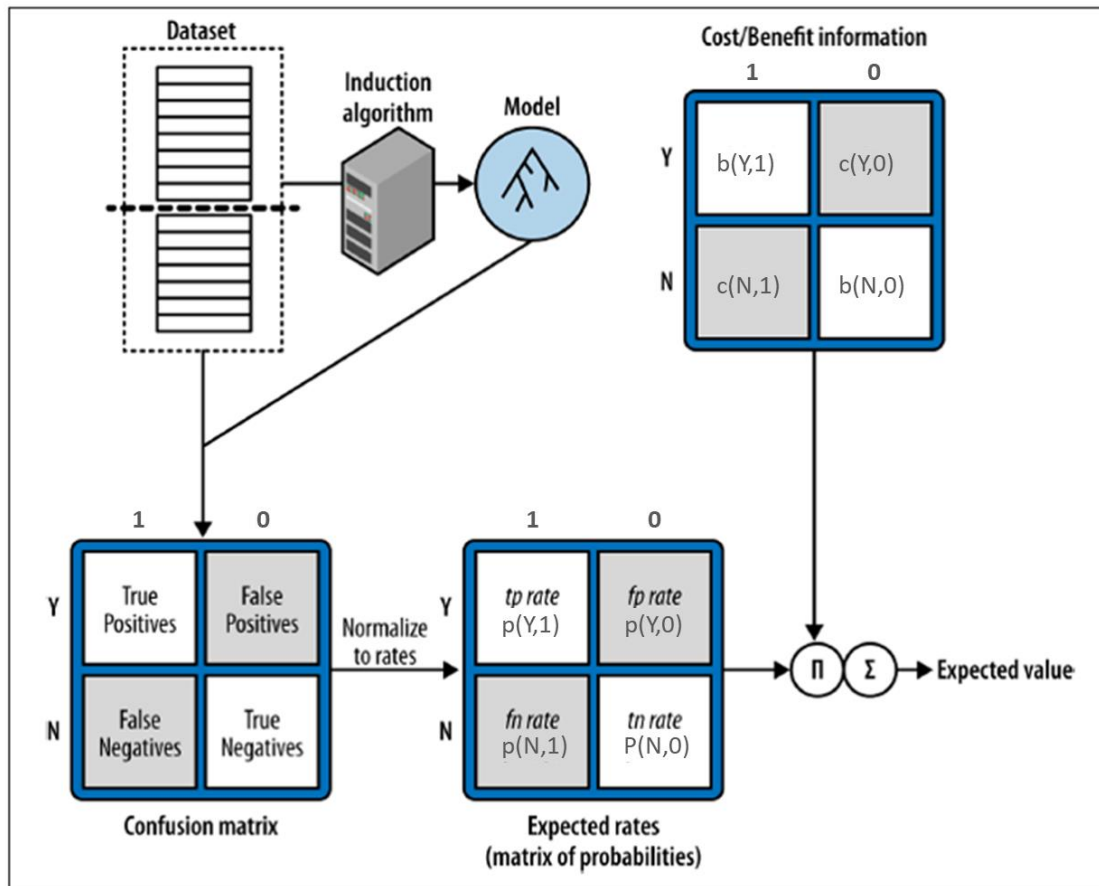 Dataset
Cost/Benefit information
1 0
Induction
algorithm
Model
Y
b(Y,1) c(Y,0)
N
c(N,1) b(N,0)
1 0
1 0
Y
True
Positives
False
Positives
Normalize
to rates
Y
tp rate
p(Y,1)
fp rate
p(Y,0)
Π Σ
Expected value
N
False
Negatives
True
Negatives
N
fn rate
p(N,1)
tn rate
P(N,0)
Confusion matrix
Expected rates
(matrix of probabilities)